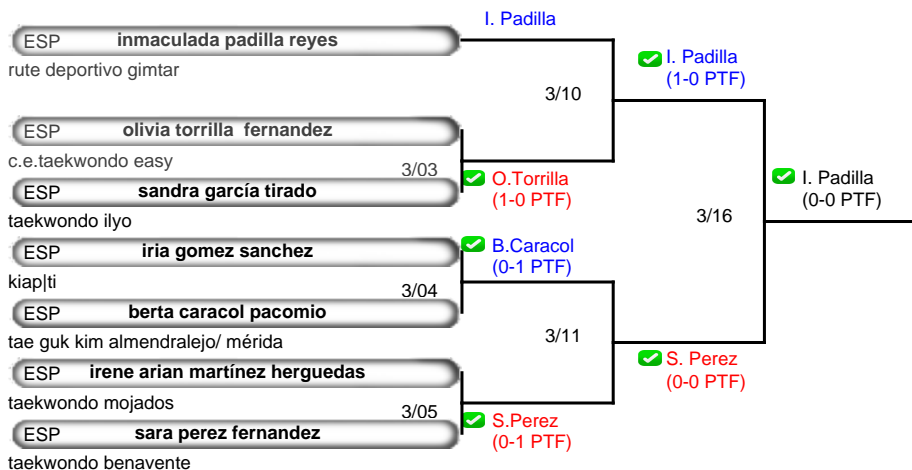 I. Padilla
ESP inmaculada padilla reyes
rute deportivo gimtar
I. Padilla
(1-0 PTF)
3/10
ESP olivia torrilla fernandez
c.e.taekwondo easy
3/03
O.Torrilla
(1-0 PTF)
ESP sandra garcía tirado
taekwondo ilyo
I. Padilla
(0-0 PTF)
3/16
ESP iria gomez sanchez
kiap|ti
B.Caracol
(0-1 PTF)
3/04
ESP berta caracol pacomio
tae guk kim almendralejo/ mérida
3/11
S. Perez
(0-0 PTF)
ESP irene arian martínez herguedas
taekwondo mojados
3/05
S.Perez
(0-1 PTF)
ESP sara perez fernandez
taekwondo benavente